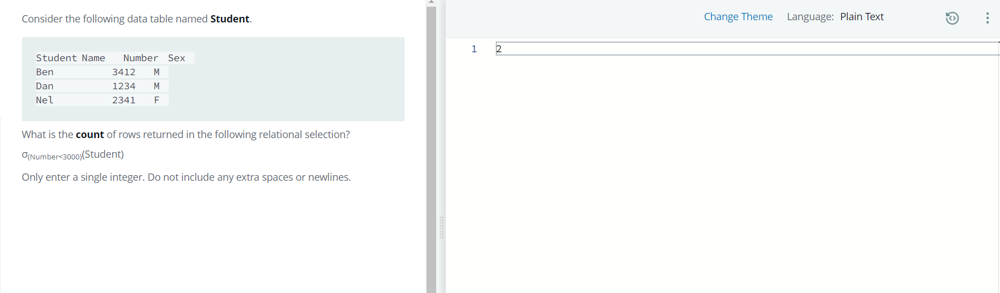 Consider the following data table named Student.
Student Name   Number  Sex
Ben          3412   M
Dan          1234   M
Nel          2341   F
What is the count of rows returned in the following relational selection?
σ(Number<3000)(Student)
Only enter a single integer. Do not include any extra spaces or newlines.
Change Theme   Language: Plain Text
1   2